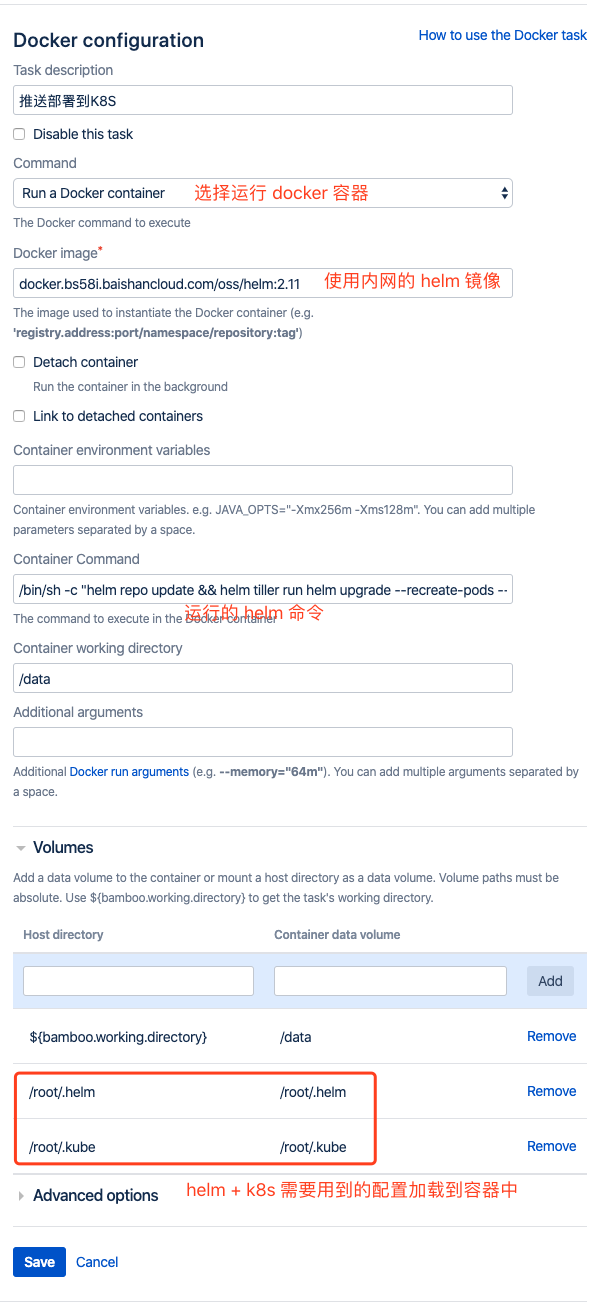 Docker configuration
How to use the Docker task
Task description
推送部署到K8S
Disable this task
Command
Run a Docker container 选择运行 docker 容器
The Docker command to execute
Docker image*
docker.bs58i.baishancloud.com/oss/helm:2.11 使用内网的 helm 镜像
The image used to instantiate the Docker container (e.g.
'registry.address:port/namespace/repository:tag')
Detach container
Run the container in the background
Link to detached containers
Container environment variables
Container environment variables. e.g. JAVA_OPTS="-Xmx256m -Xms128m". You can add multiple
parameters separated by a space.
Container Command
/bin/sh -c "helm repo update && helm tiller run helm upgrade --recreate-pods --
运行的 helm 命令
The command to execute in the Docker container
Container working directory
/data
Additional arguments
Additional Docker run arguments (e.g. --memory="64m"). You can add multiple arguments separated by
a space.
Volumes
Add a data volume to the container or mount a host directory as a data volume. Volume paths must be
absolute. Use ${bamboo.working.directory} to get the task's working directory.
Host directory Container data volume
Add
${bamboo.working.directory} /data Remove
/root/.helm /root/.helm Remove
/root/.kube /root/.kube Remove
Advanced options helm + k8s 需要用到的配置加载到容器中
Save Cancel